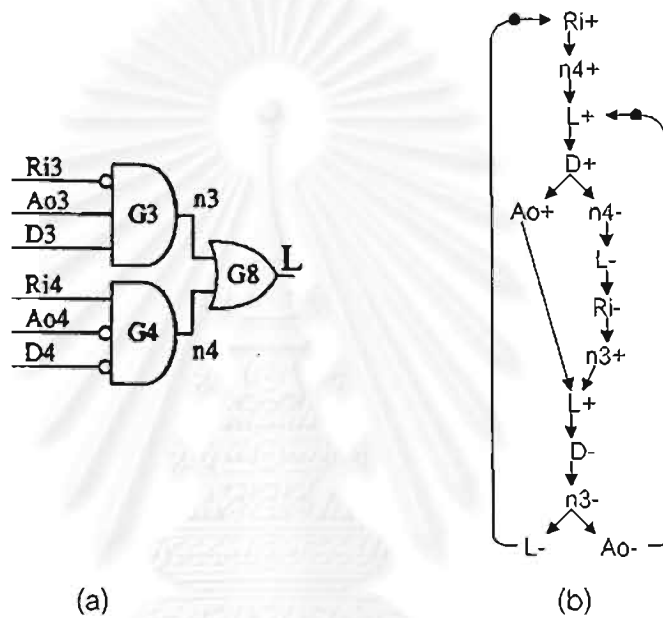 Ri3
Ao3
D3
G3
n3
Ri4
Ao4
D4
G4
n4
G8
L
(a)
Ri+
n4+
L+
D+
Ao+ n4-
L-
Ri-
n3+
L+
D-
n3-
L- Ao-
(b)